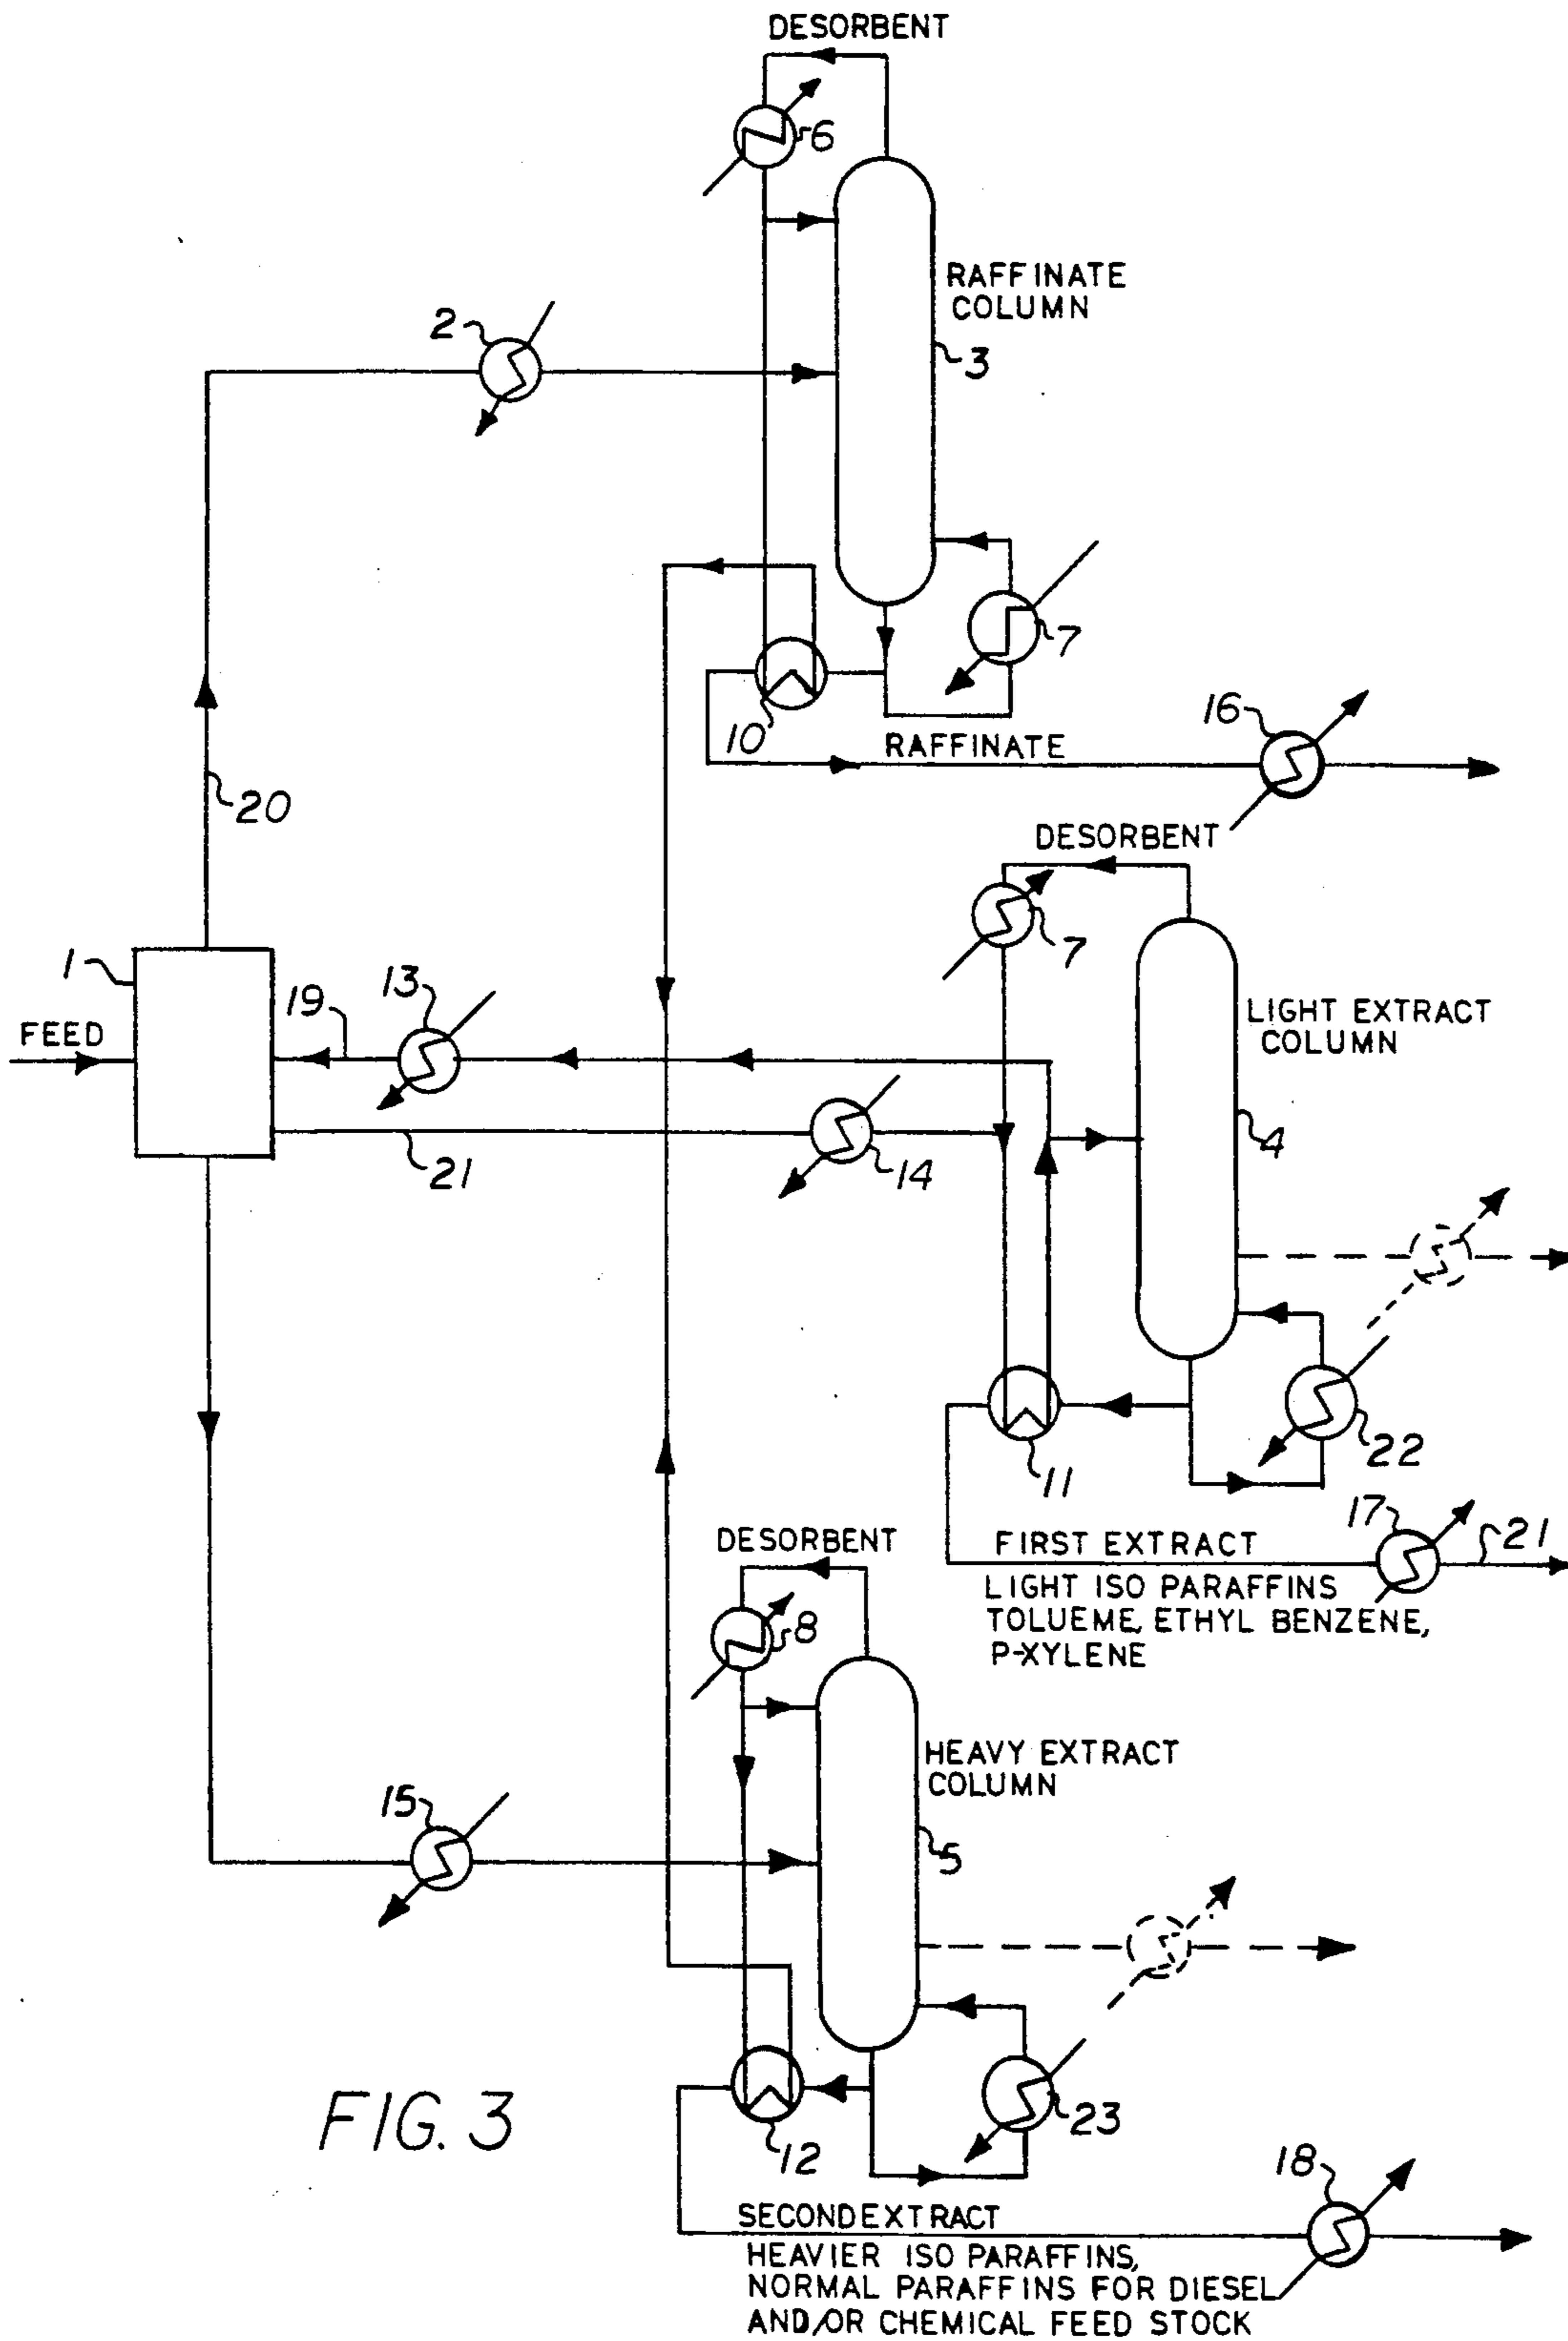 DESORBENT
6
RAFFINATE
COLUMN
2
3
7
10
16
RAFFINATE
20
DESORBENT
7
1
19
13
LIGHT EXTRACT
COLUMN
FEED
4
21
14
22
11
17
21
DESORBENT
FIRST EXTRACT
LIGHT ISO PARAFFINS
TOLUEME, ETHYL BENZENE,
P-XYLENE
8
HEAVY EXTRACT
COLUMN
15
5
23
12
FIG. 3
18
SECOND EXTRACT
HEAVIER ISO PARAFFINS,
NORMAL PARAFFINS FOR DIESEL
AND/OR CHEMICAL FEED STOCK